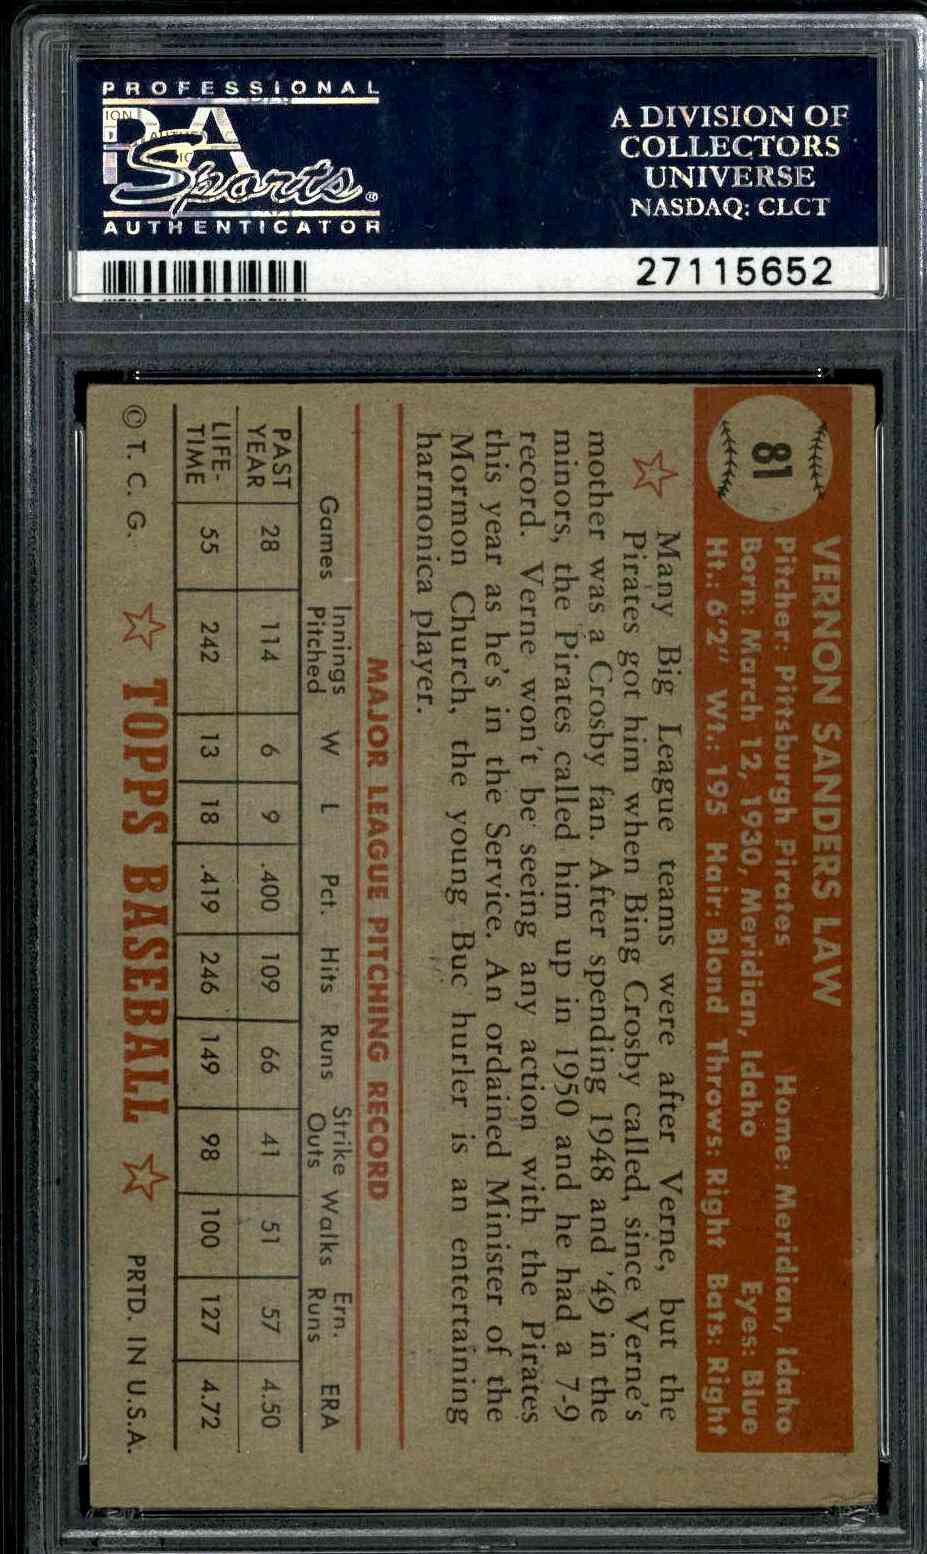 PROFESSIONAL
PSA
Sports®
AUTHENTICATOR
A DIVISION OF
COLLECTORS
UNIVERSE
NASDAQ: CLCT
27115652
81
VERNON SANDERS LAW
Pitcher: Pittsburgh Pirates Home: Meridian, Idaho
Born: March 12, 1930, Meridian, Idaho Eyes: Blue
Ht.: 6'2" Wt.: 195 Hair: Blond Throws: Right Bats: Right
Many Big League teams were after Verne, but the
Pirates got him when Bing Crosby called, since Verne's
mother was a Crosby fan. After spending 1948 and '49 in the
minors, the Pirates called him up in 1950 and he had a 7-9
record. Verne won't be seeing any action with the Pirates
this year as he's in the Service. An ordained Minister of the
Mormon Church, the young Buc hurler is an entertaining
harmonica player.
MAJOR LEAGUE PITCHING RECORD
Games Innings Pitched W L Pct. Hits Runs Strike Outs Walks Ern. Runs ERA
PAST YEAR 28 114 6 9 .400 109 66 41 51 57 4.50
LIFE-TIME 55 242 13 18 .419 246 149 98 100 127 4.72
© T. C. G. TOPPS BASEBALL PRTD. IN U.S.A.